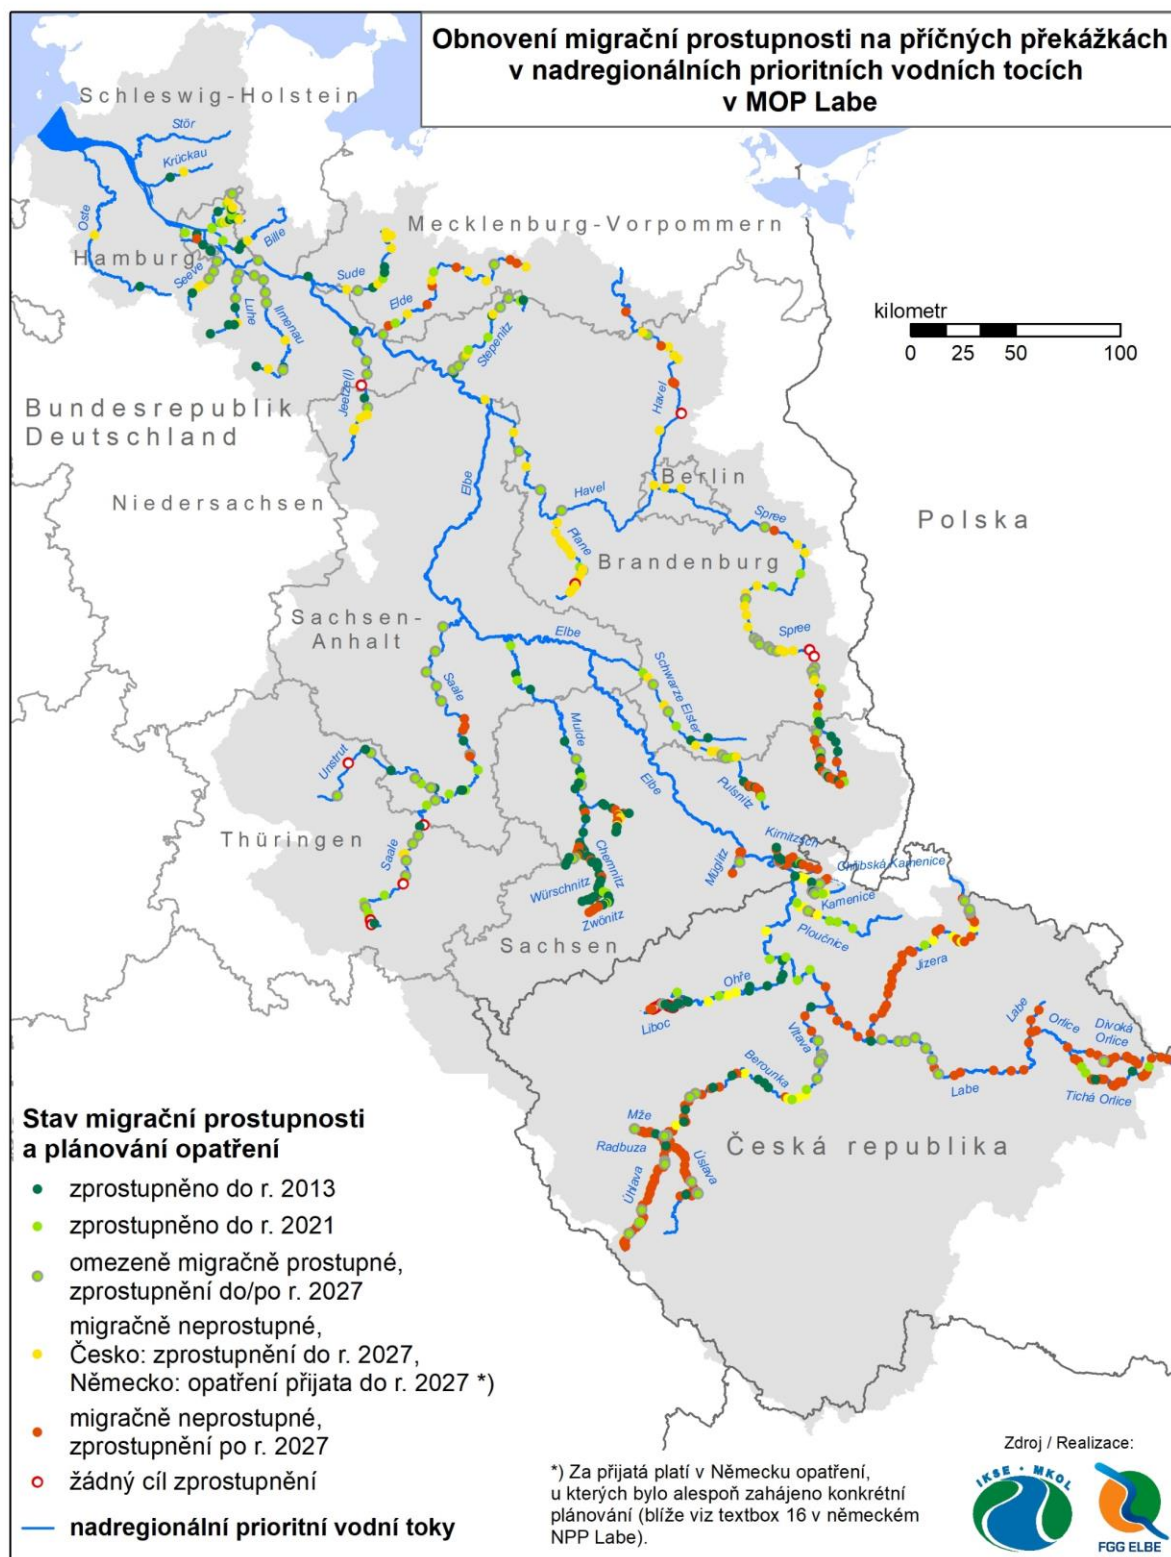 Obnovení migrační prostupnosti na příčných překážkách
v nadregionálních prioritních vodních tocích
v MOP Labe
Schleswig-Holstein
Stör
Krückau
Oste
Mecklenburg-Vorpommern
Bille
Hamburg
Seeve
Sude
Luhe
Ilmenau
Elde
Stepenitz
kilometr
0 25 50 100
Jeetze(l)
Havel
Bundesrepublik
Deutschland
Berlin
Elbe
Havel
Niedersachsen
Spree
Polska
Plane
Brandenburg
Sachsen-
Anhalt
Elbe
Spree
Saale
Schwarze Elster
Mulde
Unstrut
Elbe
Pulsnitz
Thüringen
Kirnitzsch
Saale
Chemnitz
Müglitz
Chřibská Kamenice
Würschnitz
Kamenice
Zwönitz
Ploučnice
Sachsen
Jizera
Ohře
Liboc
Labe
Orlice
Divoká
Orlice
Vltava
Berounka
Labe
Tichá Orlice
Mže
Radbuza
Česká republika
Úslava
Úhlava
Stav migrační prostupnosti
a plánování opatření
zprostupněno do r. 2013
zprostupněno do r. 2021
omezeně migračně prostupné,
zprostupnění do/po r. 2027
migračně neprostupné,
Česko: zprostupnění do r. 2027,
Německo: opatření přijata do r. 2027 *)
migračně neprostupné,
zprostupnění po r. 2027
žádný cíl zprostupnění
nadregionální prioritní vodní toky
*) Za přijatá platí v Německu opatření,
u kterých bylo alespoň zahájeno konkrétní
plánování (blíže viz textbox 16 v německém
NPP Labe).
Zdroj / Realizace:
IKSE • MKOL
FGG ELBE